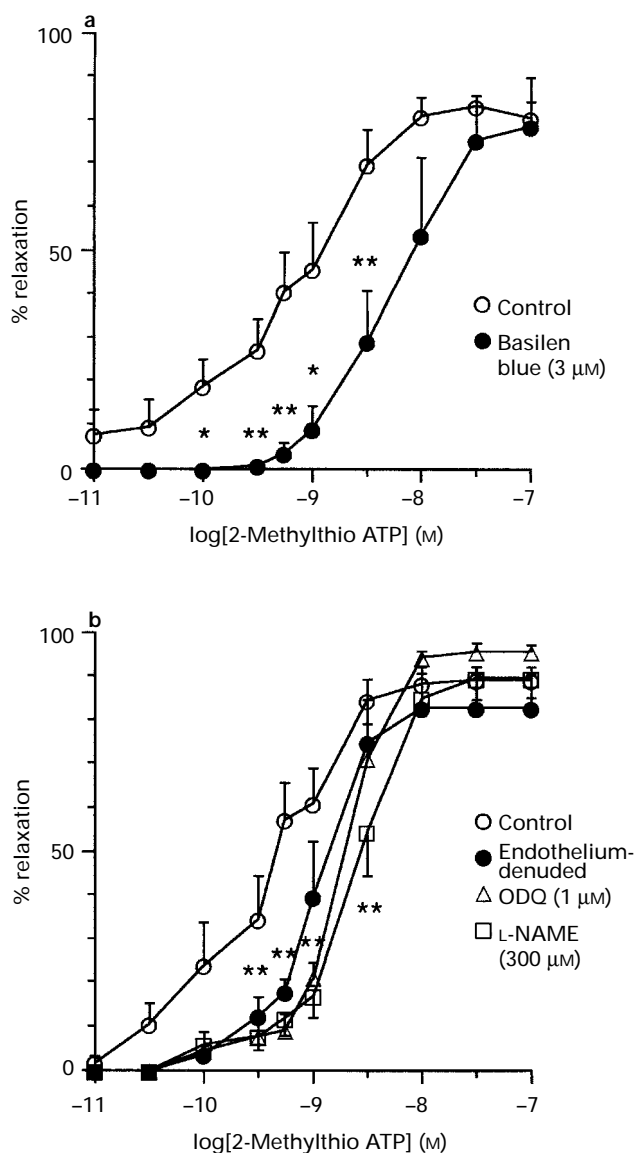 a
100
50
0
% relaxation
** 
○ Control
● Basilen
blue (3 µM)
*
**
* ** 
–11 –10 –9 –8 –7
log[2-Methylthio ATP] (M)
b
100
50
0
% relaxation
○ Control
● Endothelium-
denuded
△ ODQ (1 µM)
□ L-NAME
(300 µM)
** ** ** **
–11 –10 –9 –8 –7
log[2-Methylthio ATP] (M)